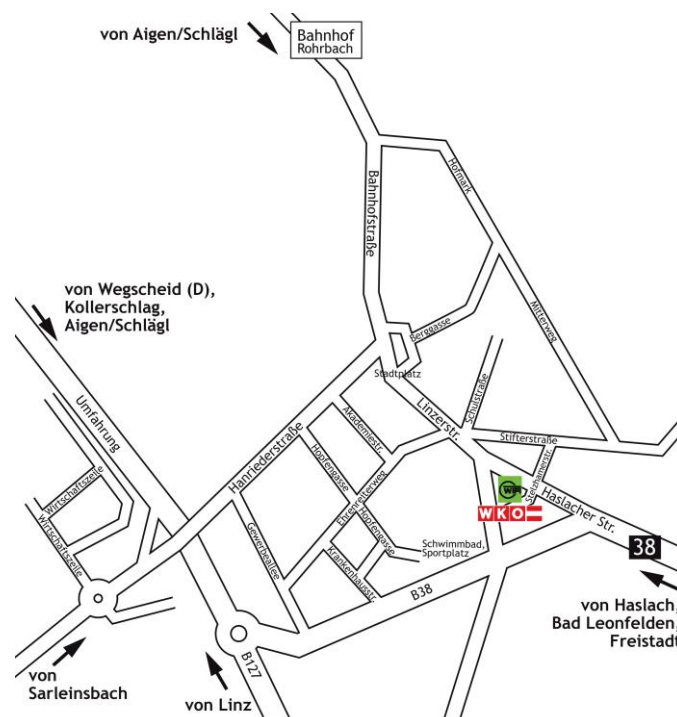 von Aigen/Schlägl
Bahnhof
Rohrbach
Hofmark
Bahnhofstraße
von Wegscheid (D),
Kollerschlag,
Aigen/Schlägl
Mitterweg
Berggasse
Stadtplatz
Schulstraße
Umfahrung
Linzerstr.
Akademiestr.
Hanriederstraße
Stifterstraße
Hopfengasse
Stelzhamerstr.
Wirtschaftszeile
Ehrenreiterweg
Haslacher Str.
WKO
Wirtschaftszeile
Hopfengasse
Gewerbeallee
Schwimmbad,
Sportplatz
38
Krankenhausstr.
B38
von Haslach,
Bad Leonfelden,
Freistadt
B127
von
Sarleinsbach
von Linz